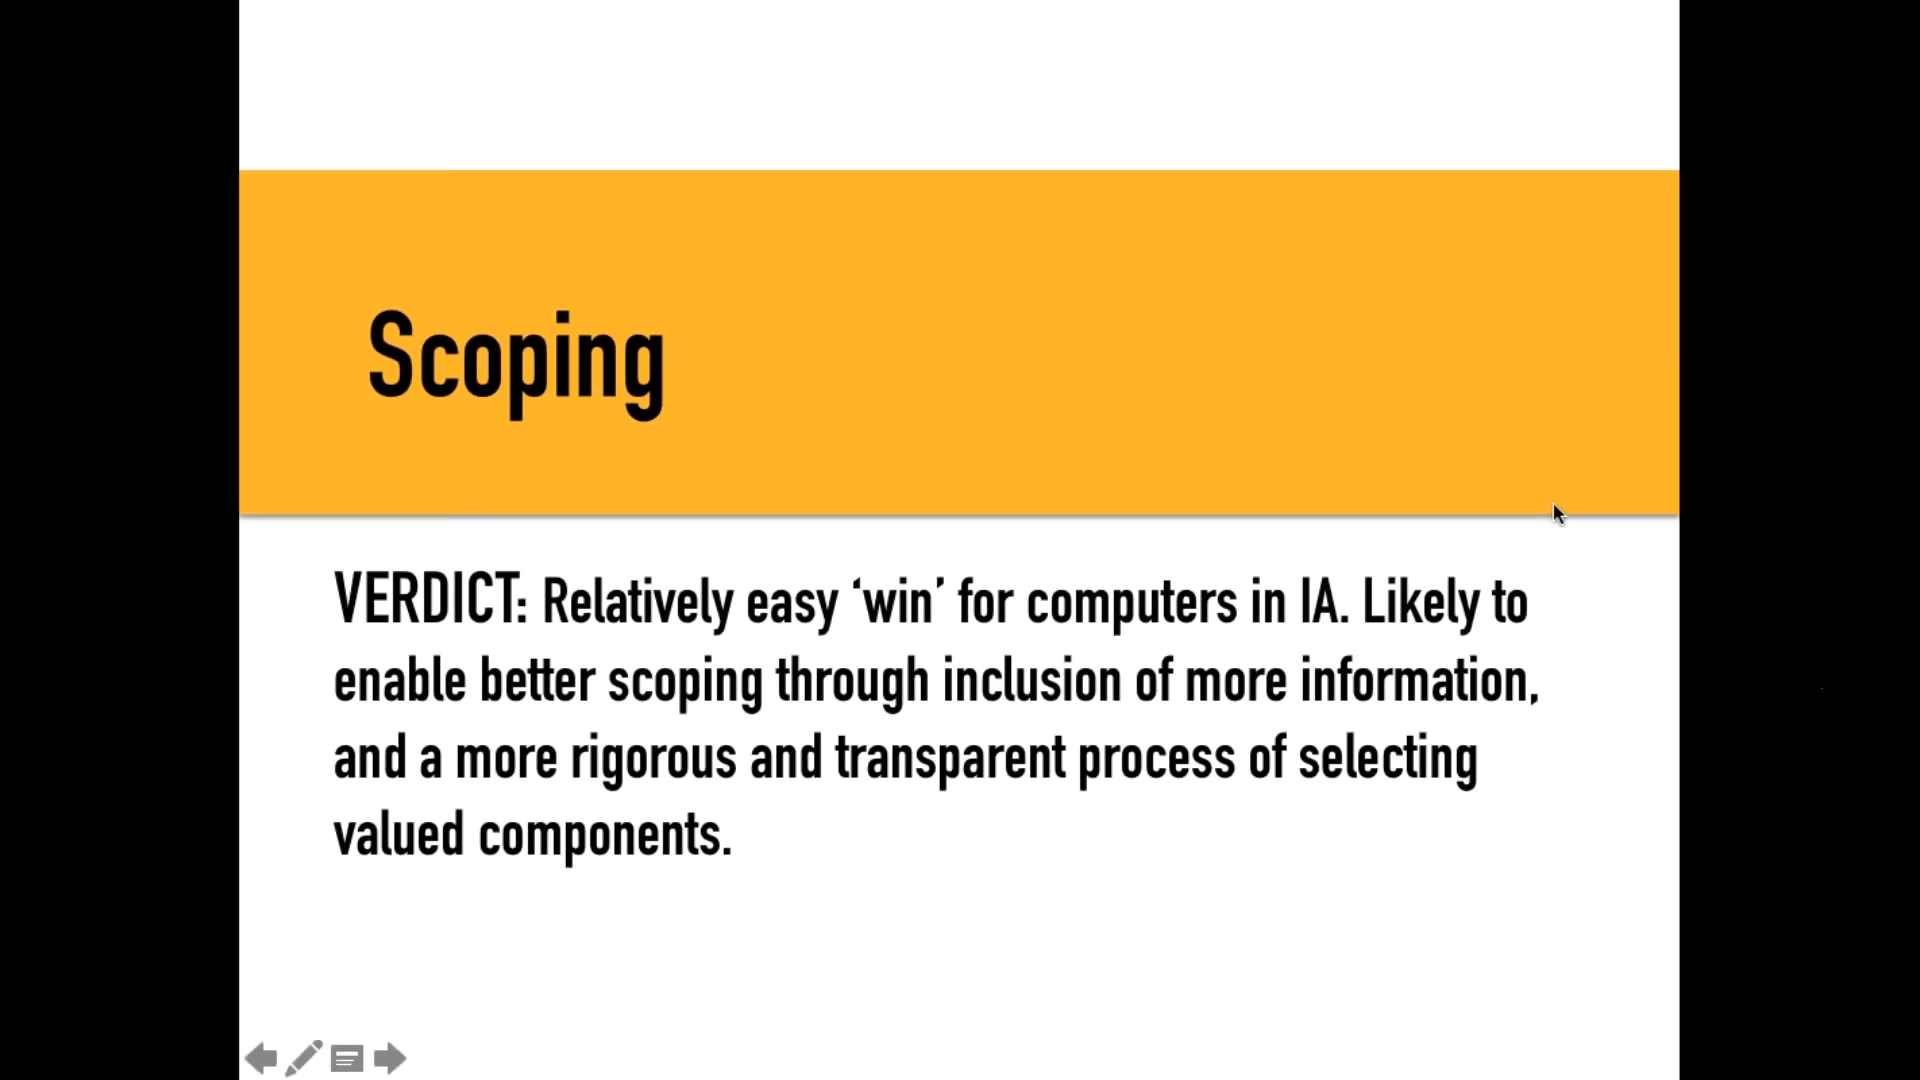 Scoping
VERDICT: Relatively easy ‘win’ for computers in IA. Likely to
enable better scoping through inclusion of more information,
and a more rigorous and transparent process of selecting
valued components.